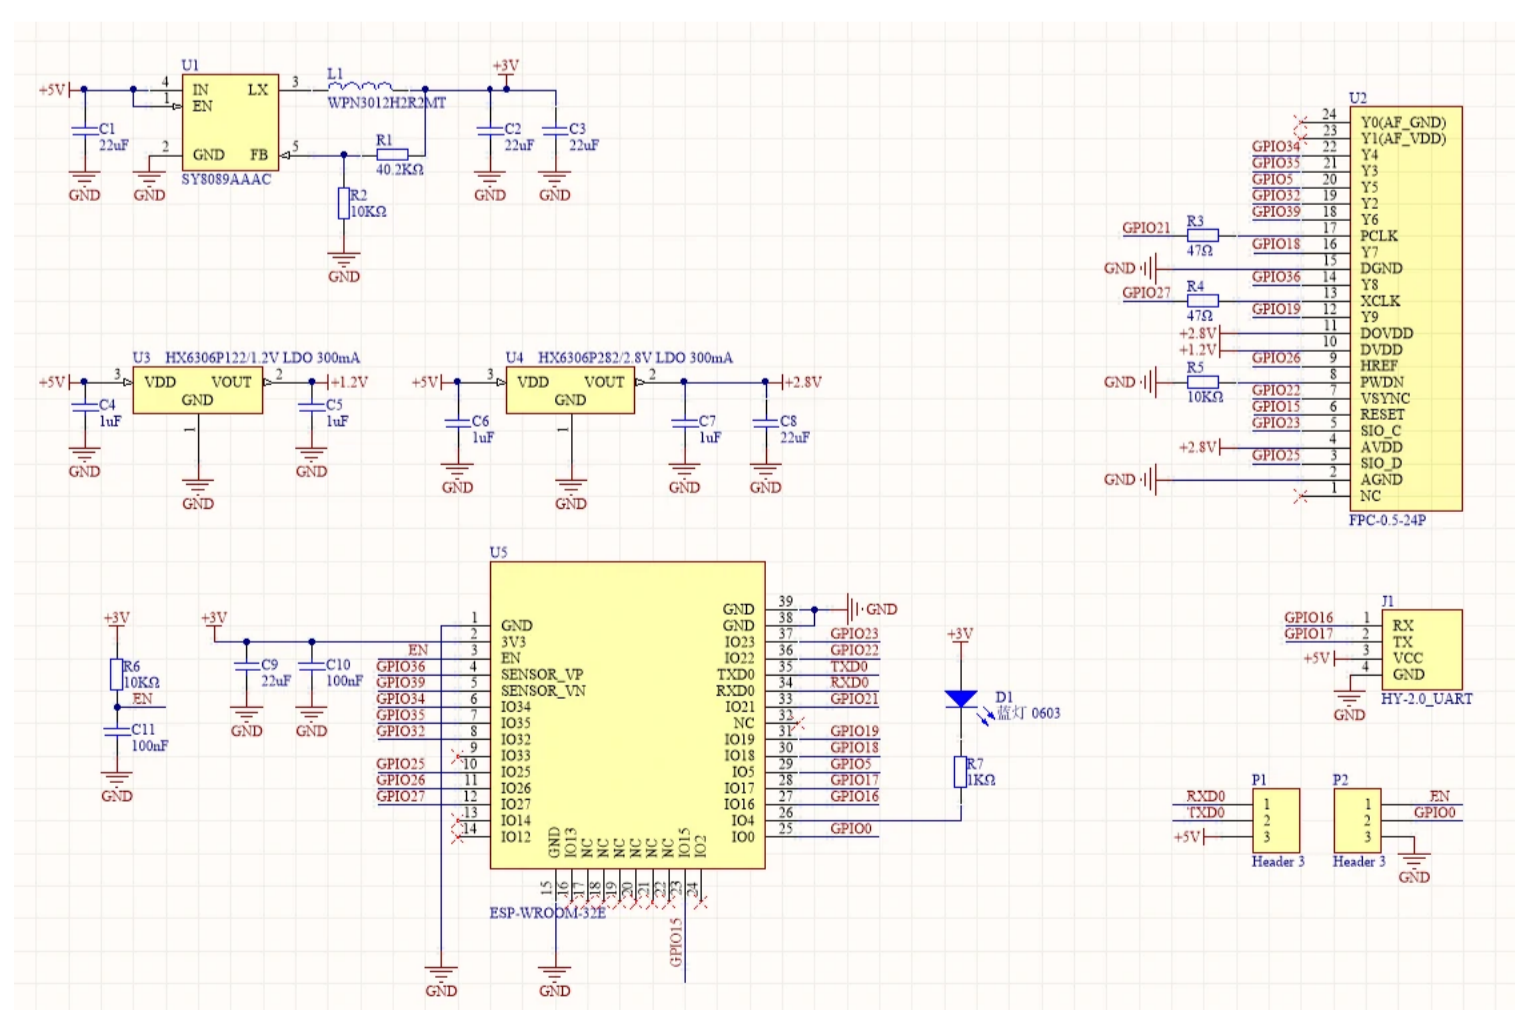 U1
+5V
4
IN
LX
3
L1
WPN3012H2R2MT
+3V
1
EN
C1
22uF
2
GND
FB
5
SY8089AAAC
R1
40.2KΩ
C2
22uF
C3
22uF
R2
10KΩ
GND
GND
GND
GND
GND
U3
HX6306P122/1.2V LDO 300mA
+5V
3
VDD
VOUT
2
+1.2V
GND
1
C4
1uF
C5
1uF
GND
GND
GND
U4
HX6306P282/2.8V LDO 300mA
+5V
3
VDD
VOUT
2
+2.8V
GND
1
C6
1uF
C7
1uF
C8
22uF
GND
GND
GND
GND
U2
24
Y0(AF_GND)
23
Y1(AF_VDD)
GPIO34
22
Y4
GPIO35
21
Y3
GPIO5
20
Y5
GPIO32
19
Y2
GPIO39
18
Y6
GPIO21
R3
47Ω
17
PCLK
GPIO18
16
Y7
GND
15
DGND
GPIO36
14
Y8
GPIO27
R4
47Ω
13
XCLK
GPIO19
12
Y9
+2.8V
11
DOVDD
+1.2V
10
DVDD
GPIO26
9
HREF
GND
R5
10KΩ
8
PWDN
GPIO22
7
VSYNC
GPIO15
6
RESET
GPIO23
5
SIO_C
+2.8V
4
AVDD
GPIO25
3
SIO_D
GND
2
AGND
1
NC
FPC-0.5-24P
+3V
R6
10KΩ
EN
C11
100nF
GND
+3V
C9
22uF
C10
100nF
GND
GND
U5
1
GND
2
3V3
EN
3
EN
GPIO36
4
SENSOR_VP
GPIO39
5
SENSOR_VN
GPIO34
6
IO34
GPIO35
7
IO35
GPIO32
8
IO32
9
IO33
GPIO25
10
IO25
GPIO26
11
IO26
GPIO27
12
IO27
13
IO14
14
IO12
GND
39
GND
GND
38
IO23
37
GPIO23
IO22
36
GPIO22
TXD0
35
TXD0
RXD0
34
RXD0
IO21
33
GPIO21
NC
32
IO19
31
GPIO19
IO18
30
GPIO18
IO5
29
GPIO5
IO17
28
GPIO17
IO16
27
GPIO16
IO4
26
IO0
25
GPIO0
GND
IO13
NC
NC
NC
NC
NC
NC
IO15
IO2
15
16
17
18
19
20
21
22
23
24
ESP-WROOM-32E
GPIO15
GND
GND
+3V
D1
蓝灯 0603
R7
1KΩ
J1
GPIO16
1
RX
GPIO17
2
TX
+5V
3
VCC
4
GND
HY-2.0_UART
GND
P1
RXD0
1
TXD0
2
+5V
3
Header 3
P2
1
EN
2
GPIO0
3
Header 3
GND